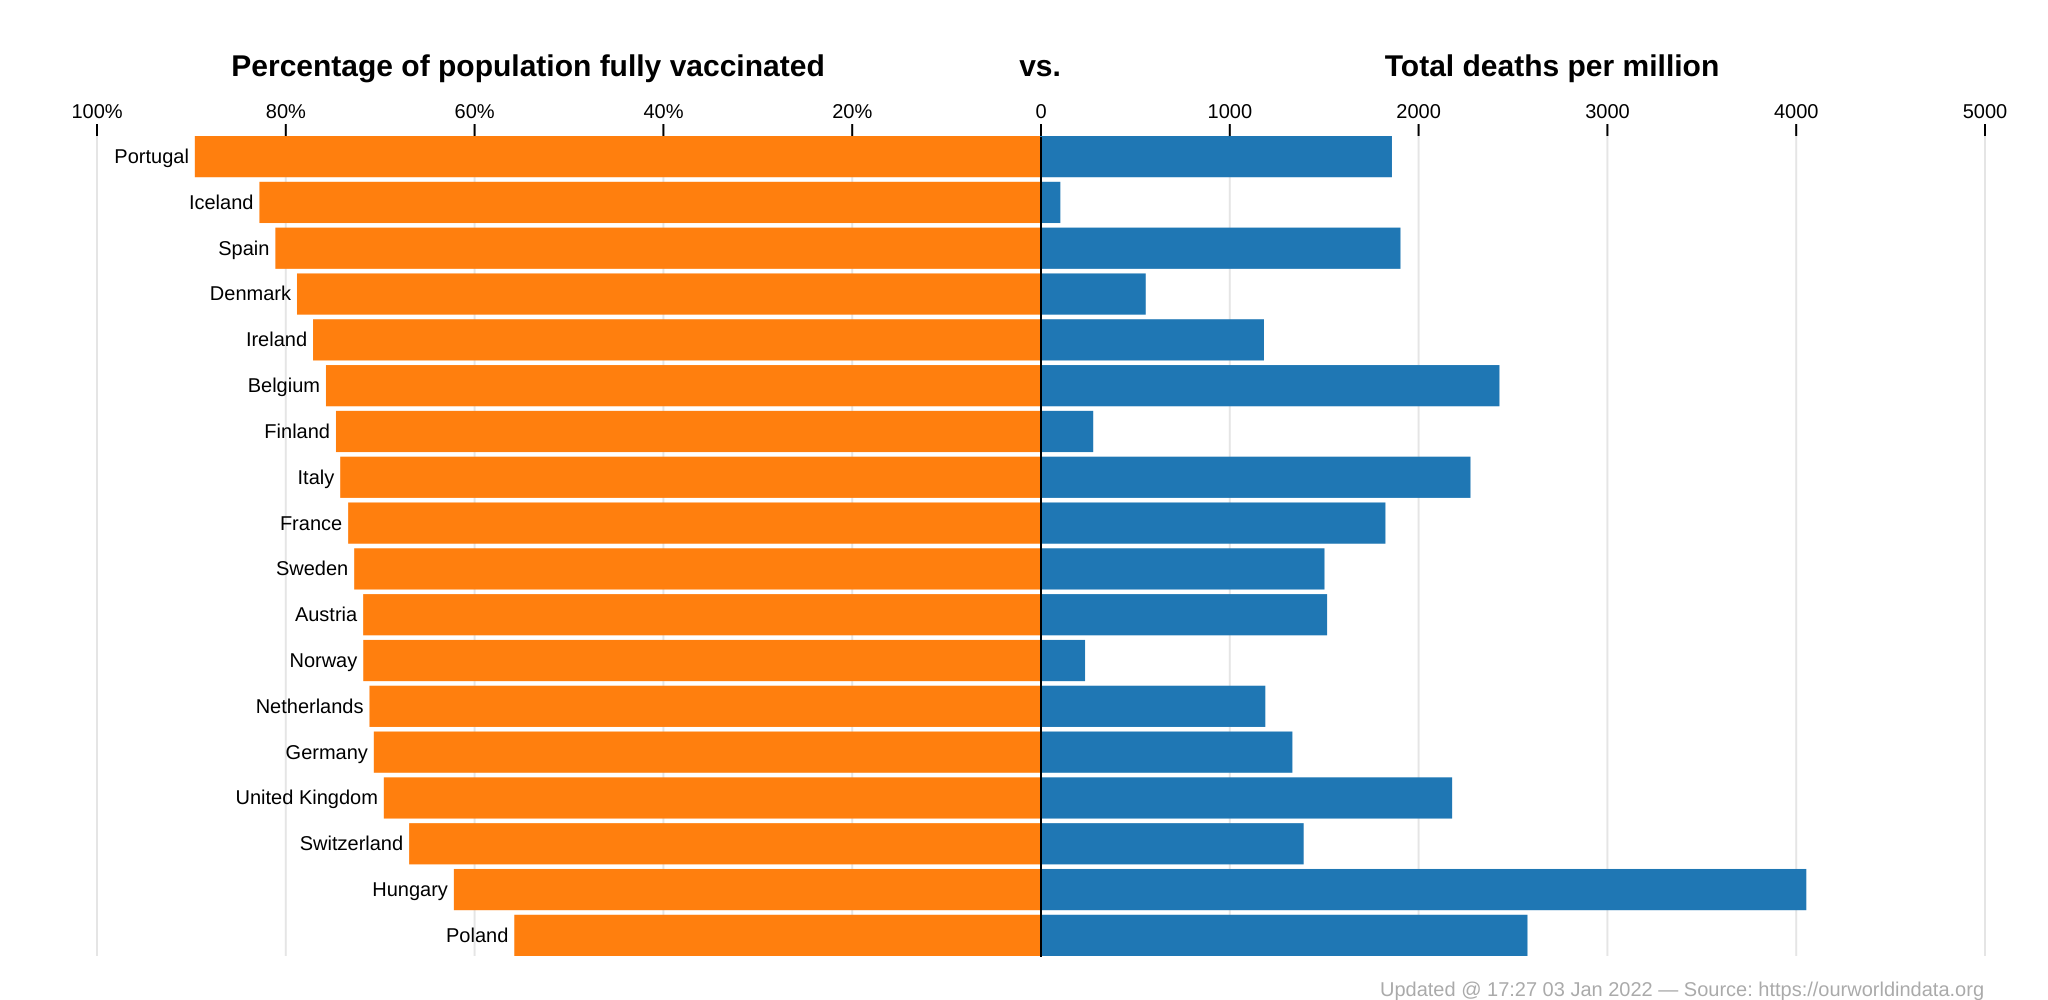 Percentage of population fully vaccinated vs. Total deaths per million
100% 80% 60% 40% 20% 0 1000 2000 3000 4000 5000
Portugal
Iceland
Spain
Denmark
Ireland
Belgium
Finland
Italy
France
Sweden
Austria
Norway
Netherlands
Germany
United Kingdom
Switzerland
Hungary
Poland
Updated @ 17:27 03 Jan 2022 — Source: https://ourworldindata.org